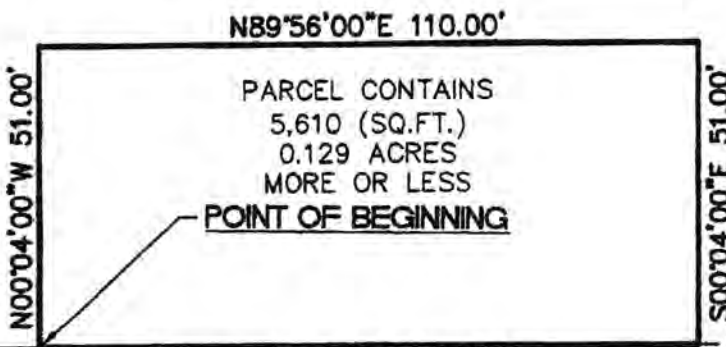 N89°56'00"E 110.00'
N00°04'00"W 51.00'
PARCEL CONTAINS
5,610 (SQ.FT.)
0.129 ACRES
MORE OR LESS
POINT OF BEGINNING
S00°04'00"E 51.00'